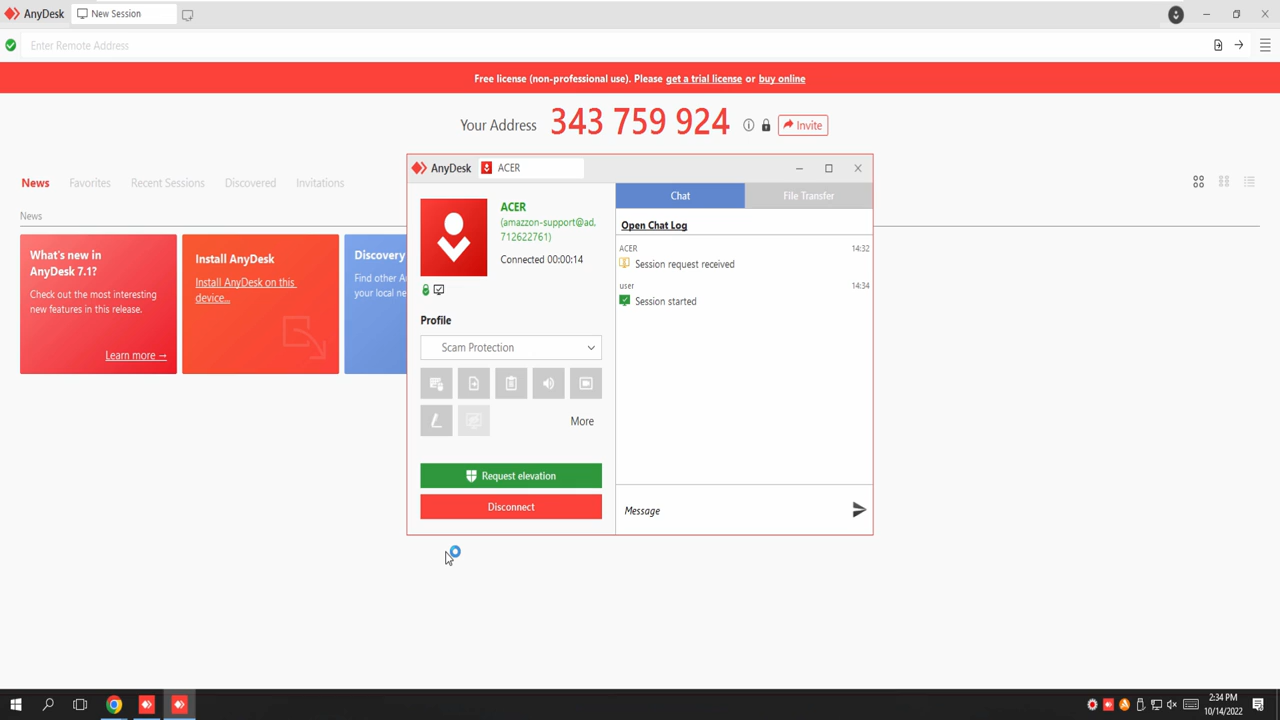 AnyDesk
New Session
Enter Remote Address
Free license (non-professional use). Please get a trial license or buy online
Your Address 343 759 924 Invite
News Favorites Recent Sessions Discovered Invitations
News
What's new in
AnyDesk 7.1?
Check out the most interesting
new features in this release.
Learn more →
Install AnyDesk
Install AnyDesk on this
device...
Discovery
Find other A
your local ne
AnyDesk ACER
ACER
(amazzon-support@ad,
712622761)
Connected 00:00:14
Profile
Scam Protection
More
Request elevation
Disconnect
Chat File Transfer
Open Chat Log
ACER 14:32
Session request received
user 14:34
Session started
Message
2:34 PM
10/14/2022